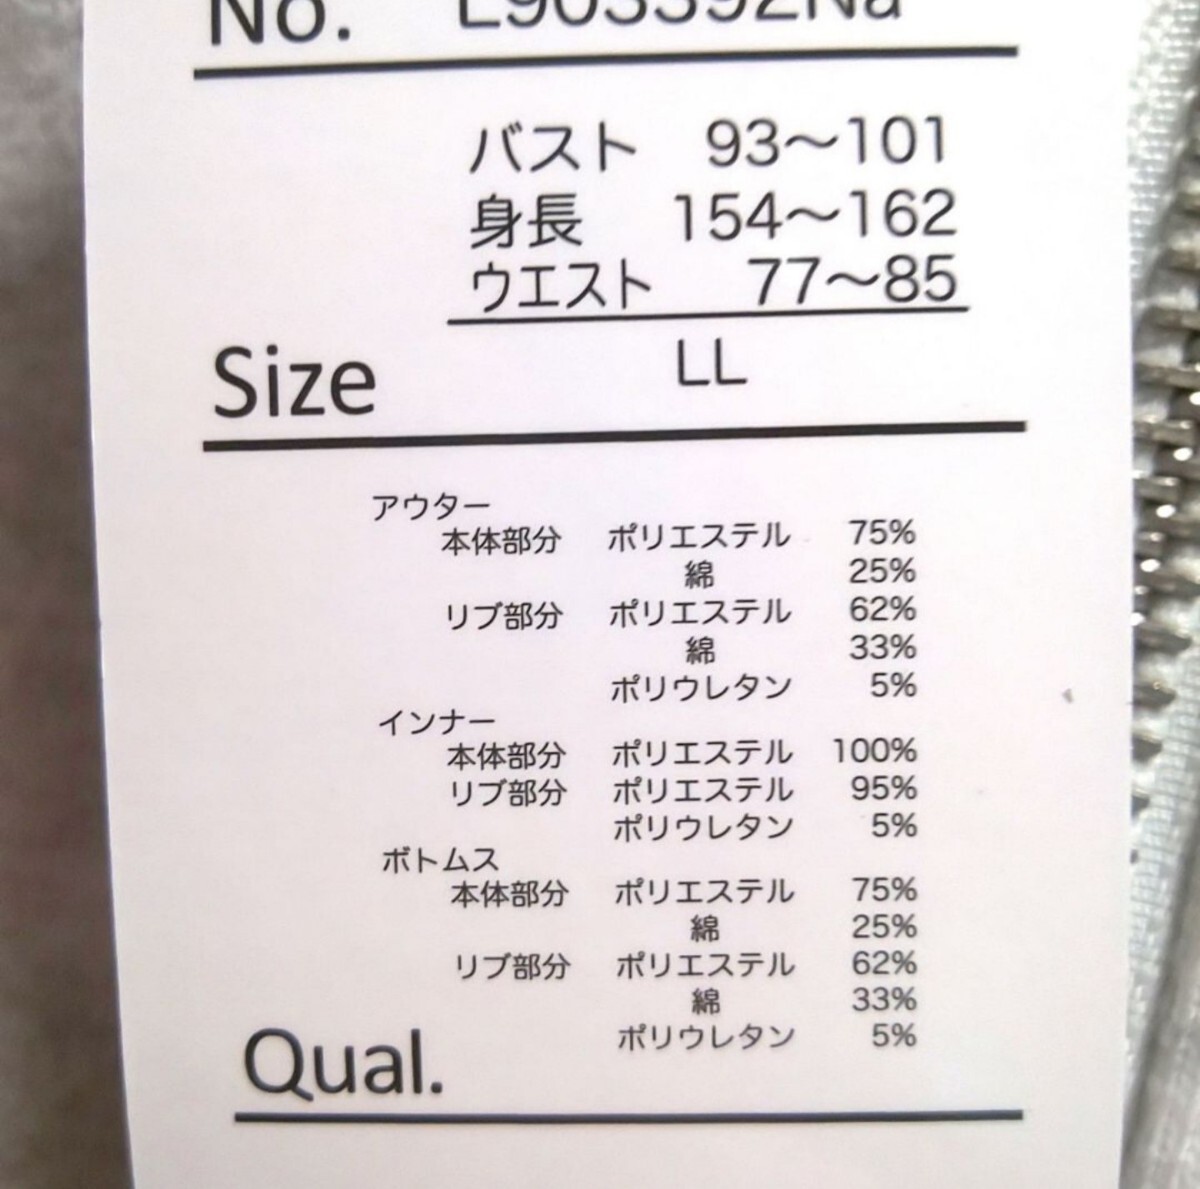 No. L903392Na
バスト 93〜101
身長 154〜162
ウエスト 77〜85
Size LL
アウター
本体部分 ポリエステル 75%
綿 25%
リブ部分 ポリエステル 62%
綿 33%
ポリウレタン 5%
インナー
本体部分 ポリエステル 100%
リブ部分 ポリエステル 95%
ポリウレタン 5%
ボトムス
本体部分 ポリエステル 75%
綿 25%
リブ部分 ポリエステル 62%
綿 33%
ポリウレタン 5%
Qual.